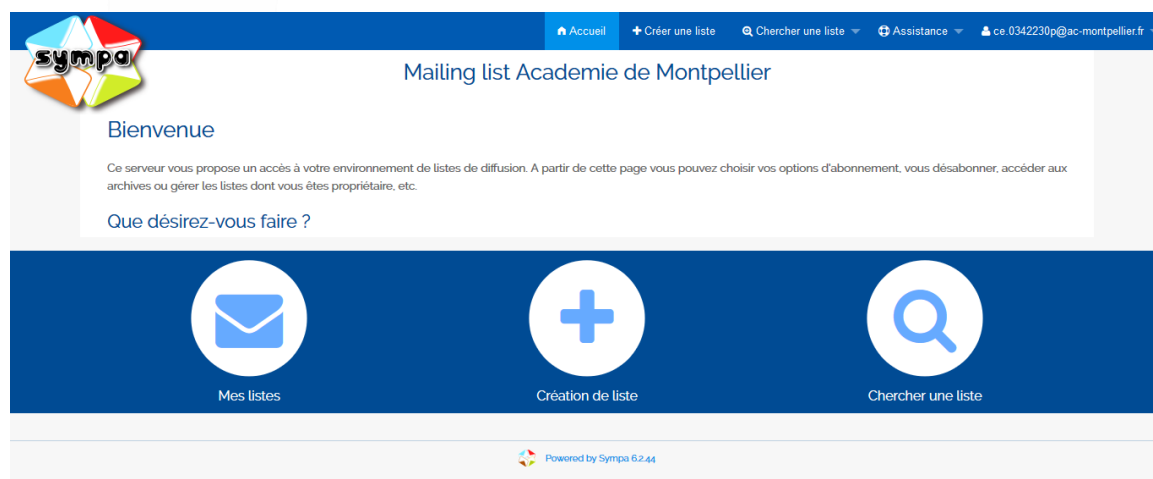 sympa
Accueil
Créer une liste
Chercher une liste
Assistance
ce.0342230p@ac-montpellier.fr
Mailing list Academie de Montpellier
Bienvenue
Ce serveur vous propose un accès à votre environnement de listes de diffusion. A partir de cette page vous pouvez choisir vos options d'abonnement, vous désabonner, accéder aux
archives ou gérer les listes dont vous êtes propriétaire, etc.
Que désirez-vous faire ?
Mes listes
Création de liste
Chercher une liste
Powered by Sympa 6.2.44